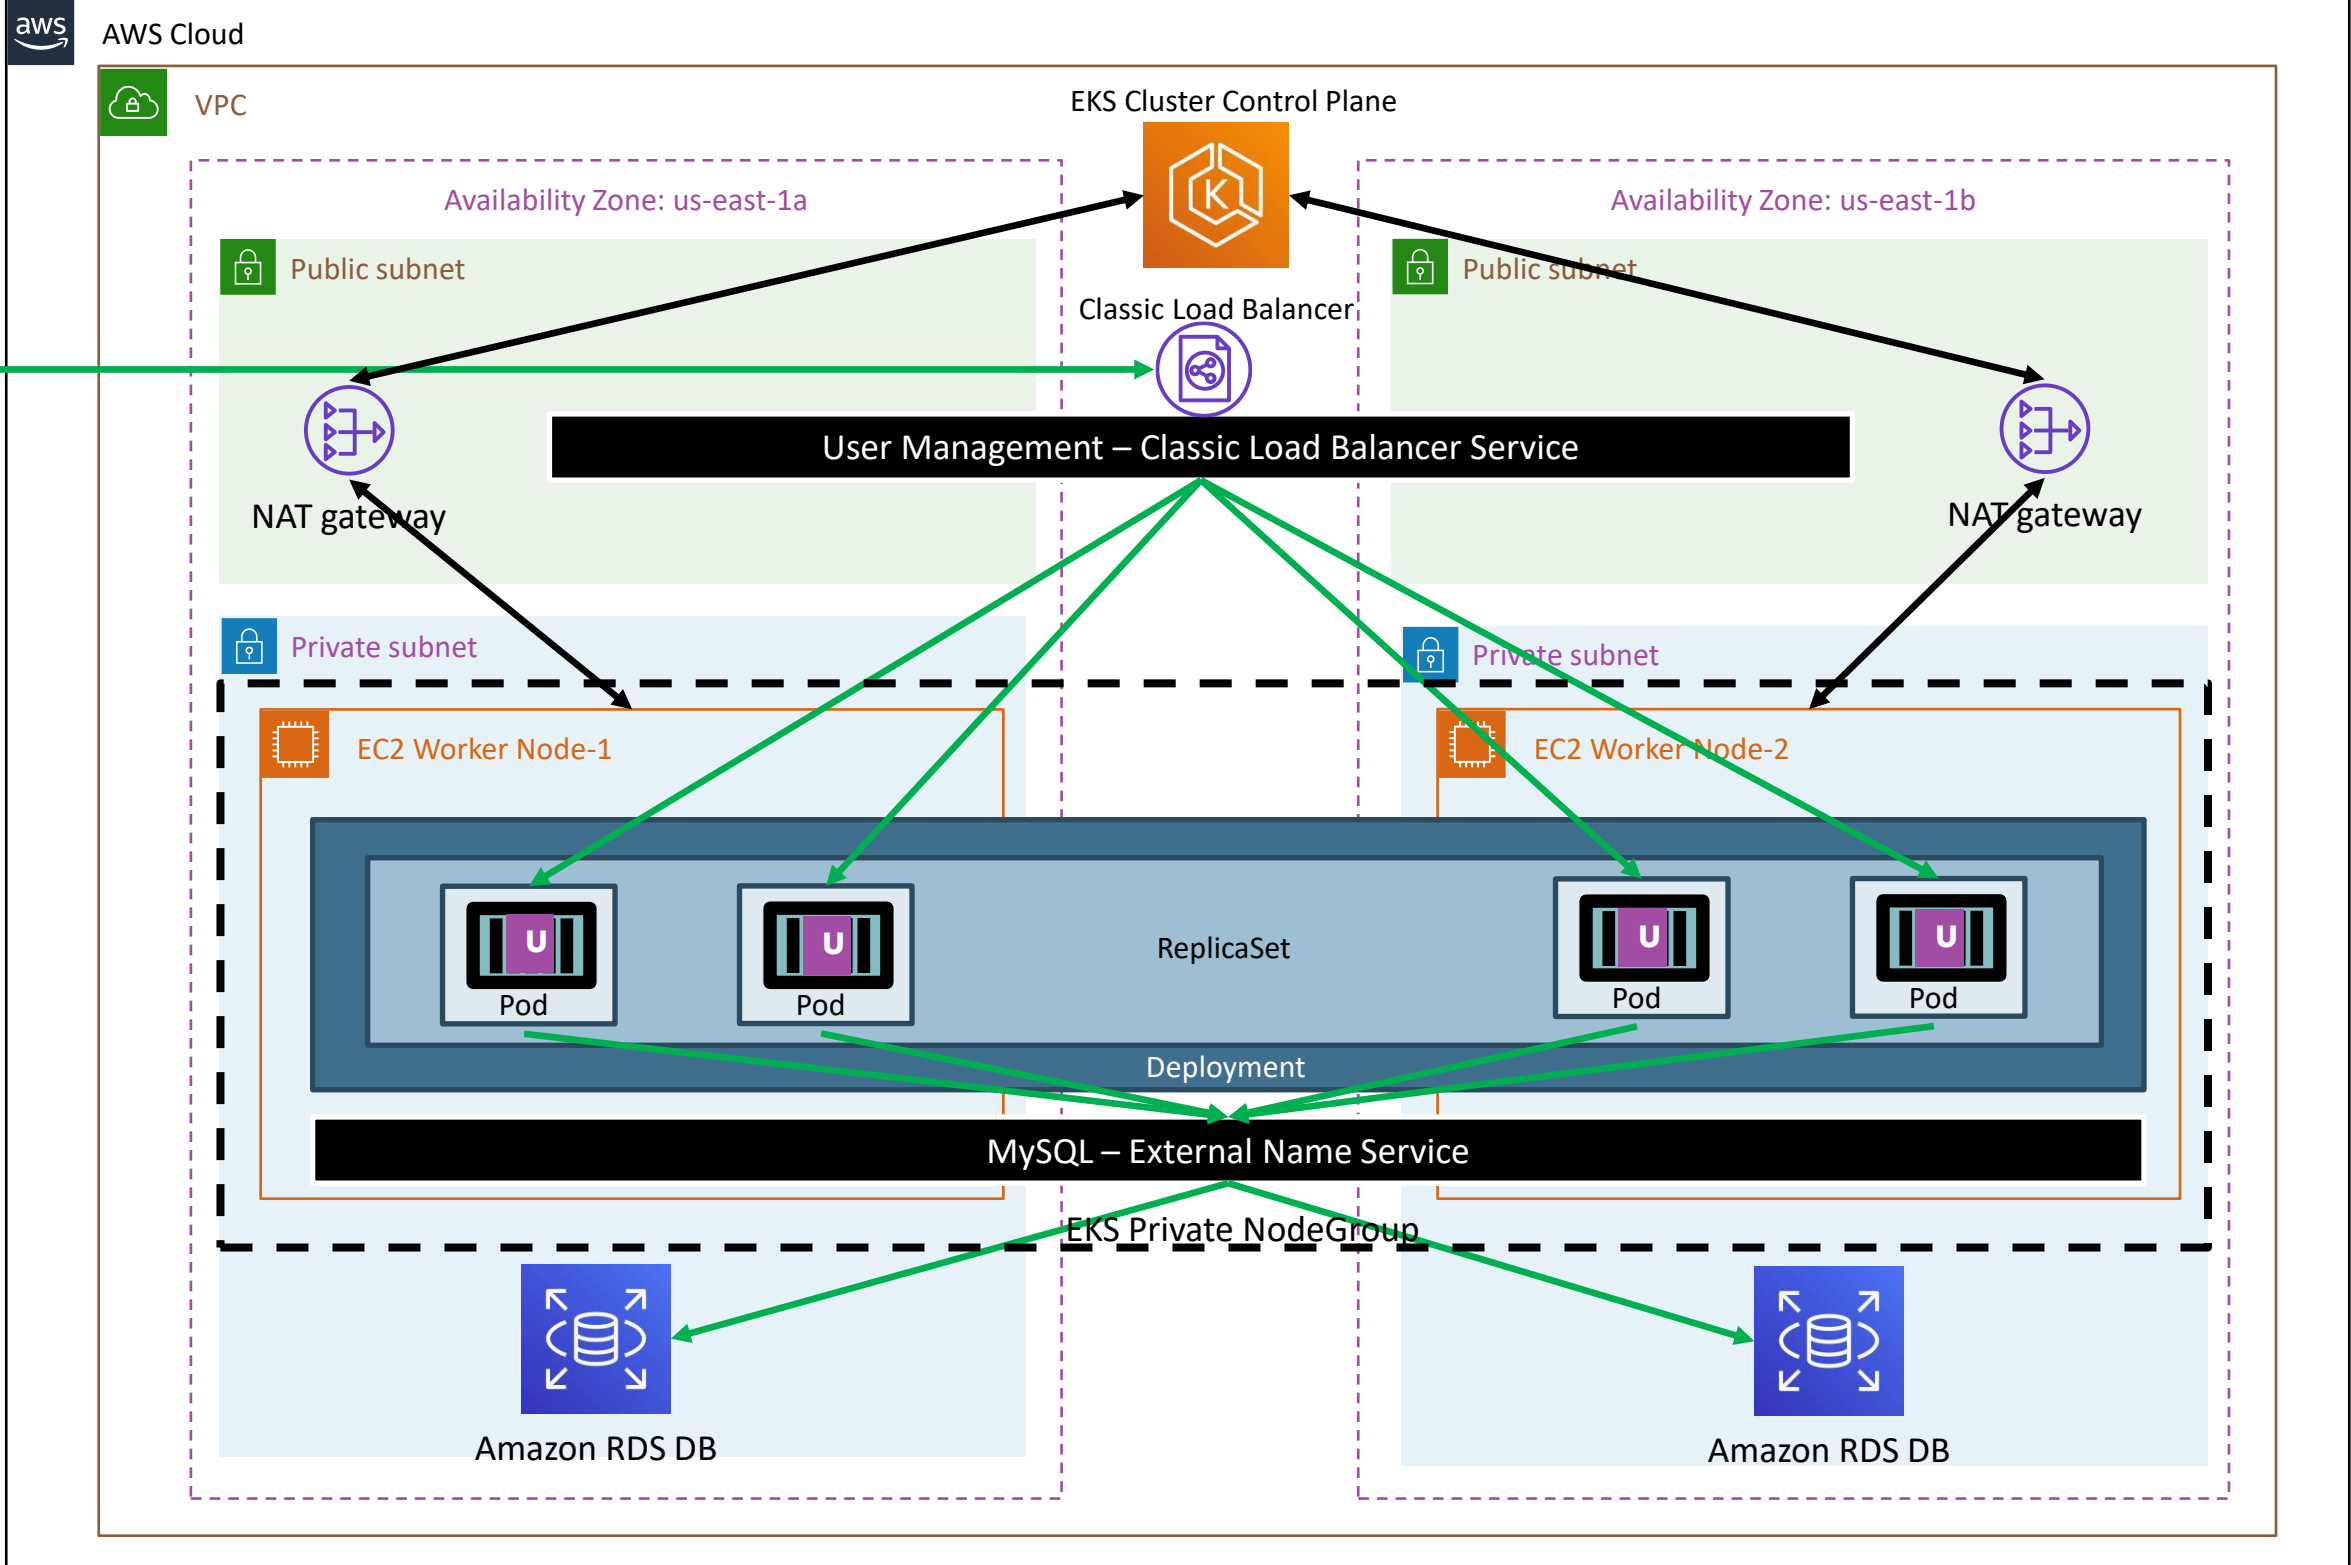 aws
AWS Cloud
VPC
EKS Cluster Control Plane
Availability Zone: us-east-1a
Availability Zone: us-east-1b
K
Public subnet
Public subnet
Classic Load Balancer
User Management – Classic Load Balancer Service
NAT gateway
NAT gateway
Private subnet
Private subnet
EC2 Worker Node-1
EC2 Worker Node-2
U
U
U
U
ReplicaSet
Pod
Pod
Pod
Pod
Deployment
MySQL – External Name Service
EKS Private NodeGroup
Amazon RDS DB
Amazon RDS DB